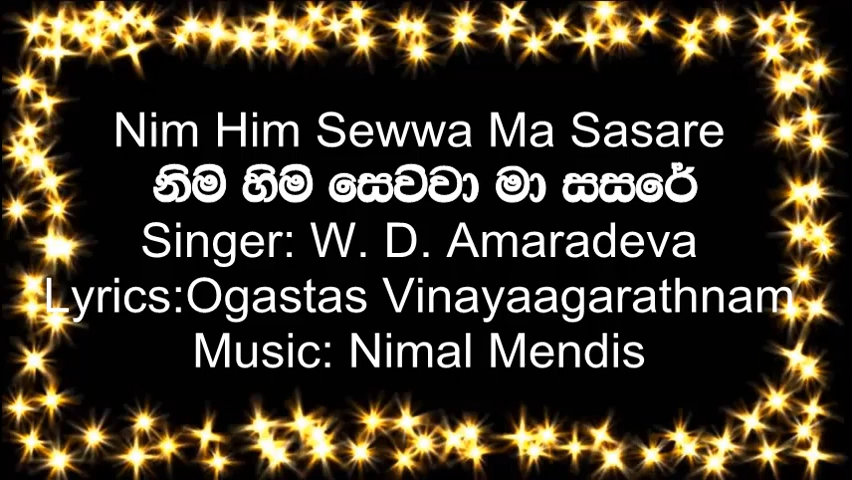 Nim Him Sewwa Ma Sasare
නිම් හිම් සෙව්වා මා සසරේ
Singer: W. D. Amaradeva
Lyrics:Ogastas Vinayaagarathnam
Music: Nimal Mendis